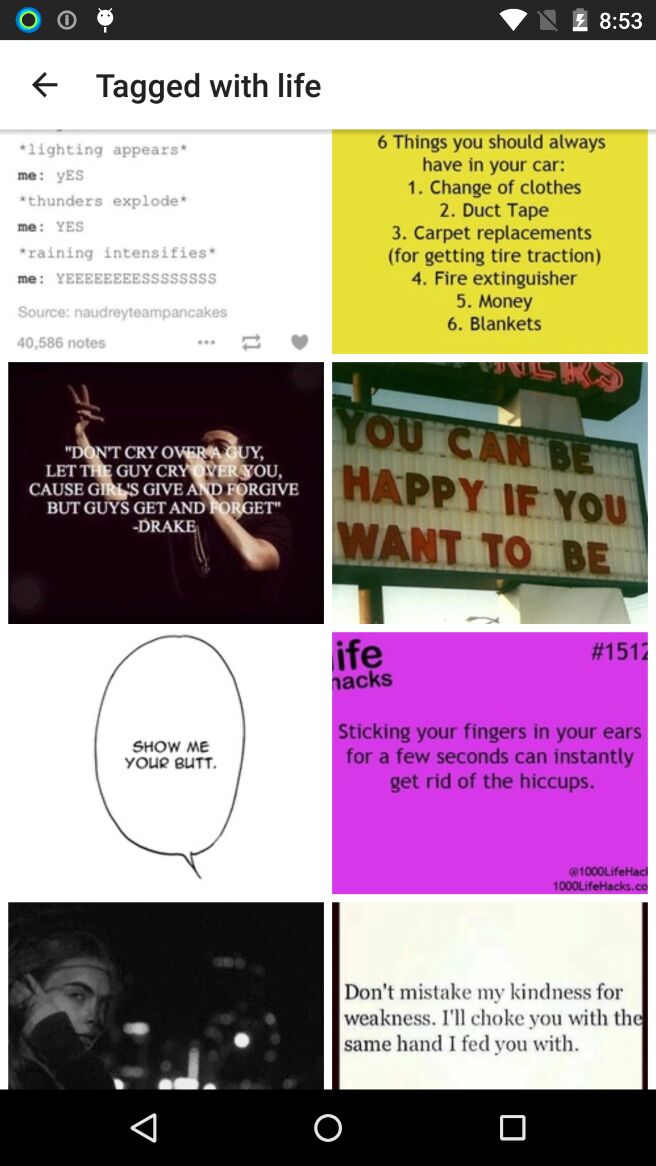 8:53
Tagged with life
*lighting appears*
me: yES
*thunders explode*
me: YES
*raining intensifies*
me: YEEEEEEEEESSSSSSSS
Source: naudreyteampancakes
40,586 notes
6 Things you should always
have in your car:
1. Change of clothes
2. Duct Tape
3. Carpet replacements
(for getting tire traction)
4. Fire extinguisher
5. Money
6. Blankets
"DON'T CRY OVER A GUY,
LET THE GUY CRY OVER YOU,
CAUSE GIRL'S GIVE AND FORGIVE
BUT GUYS GET AND FORGET"
-DRAKE
YOU CAN BE
HAPPY IF YOU
WANT TO BE
SHOW ME
YOUR BUTT.
ife
hacks
#1512
Sticking your fingers in your ears
for a few seconds can instantly
get rid of the hiccups.
@1000LifeHac
1000LifeHacks.co
Don't mistake my kindness for
weakness. I'll choke you with the
same hand I fed you with.